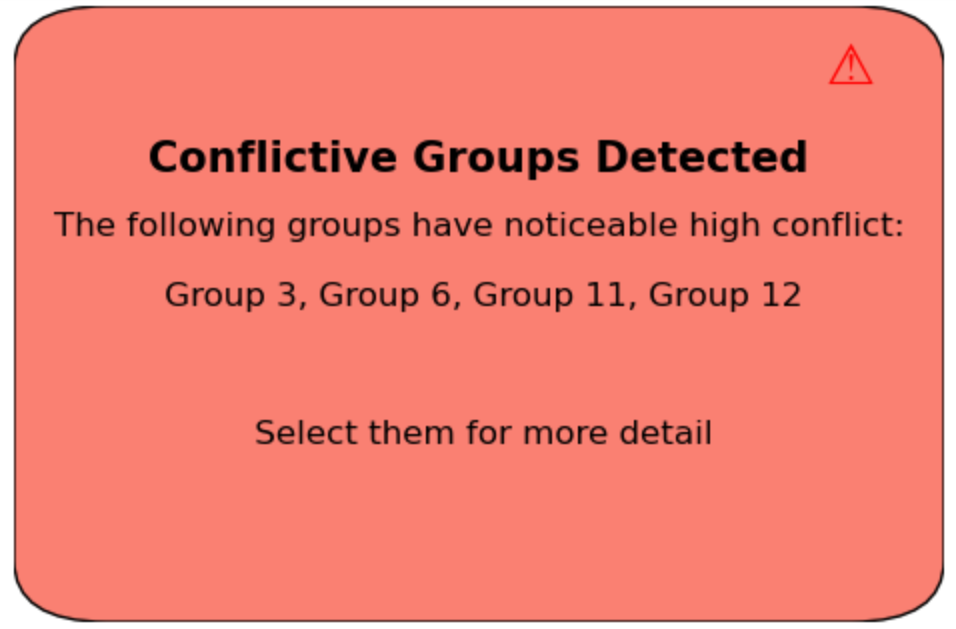 Conflictive Groups Detected
The following groups have noticeable high conflict:
Group 3, Group 6, Group 11, Group 12
Select them for more detail